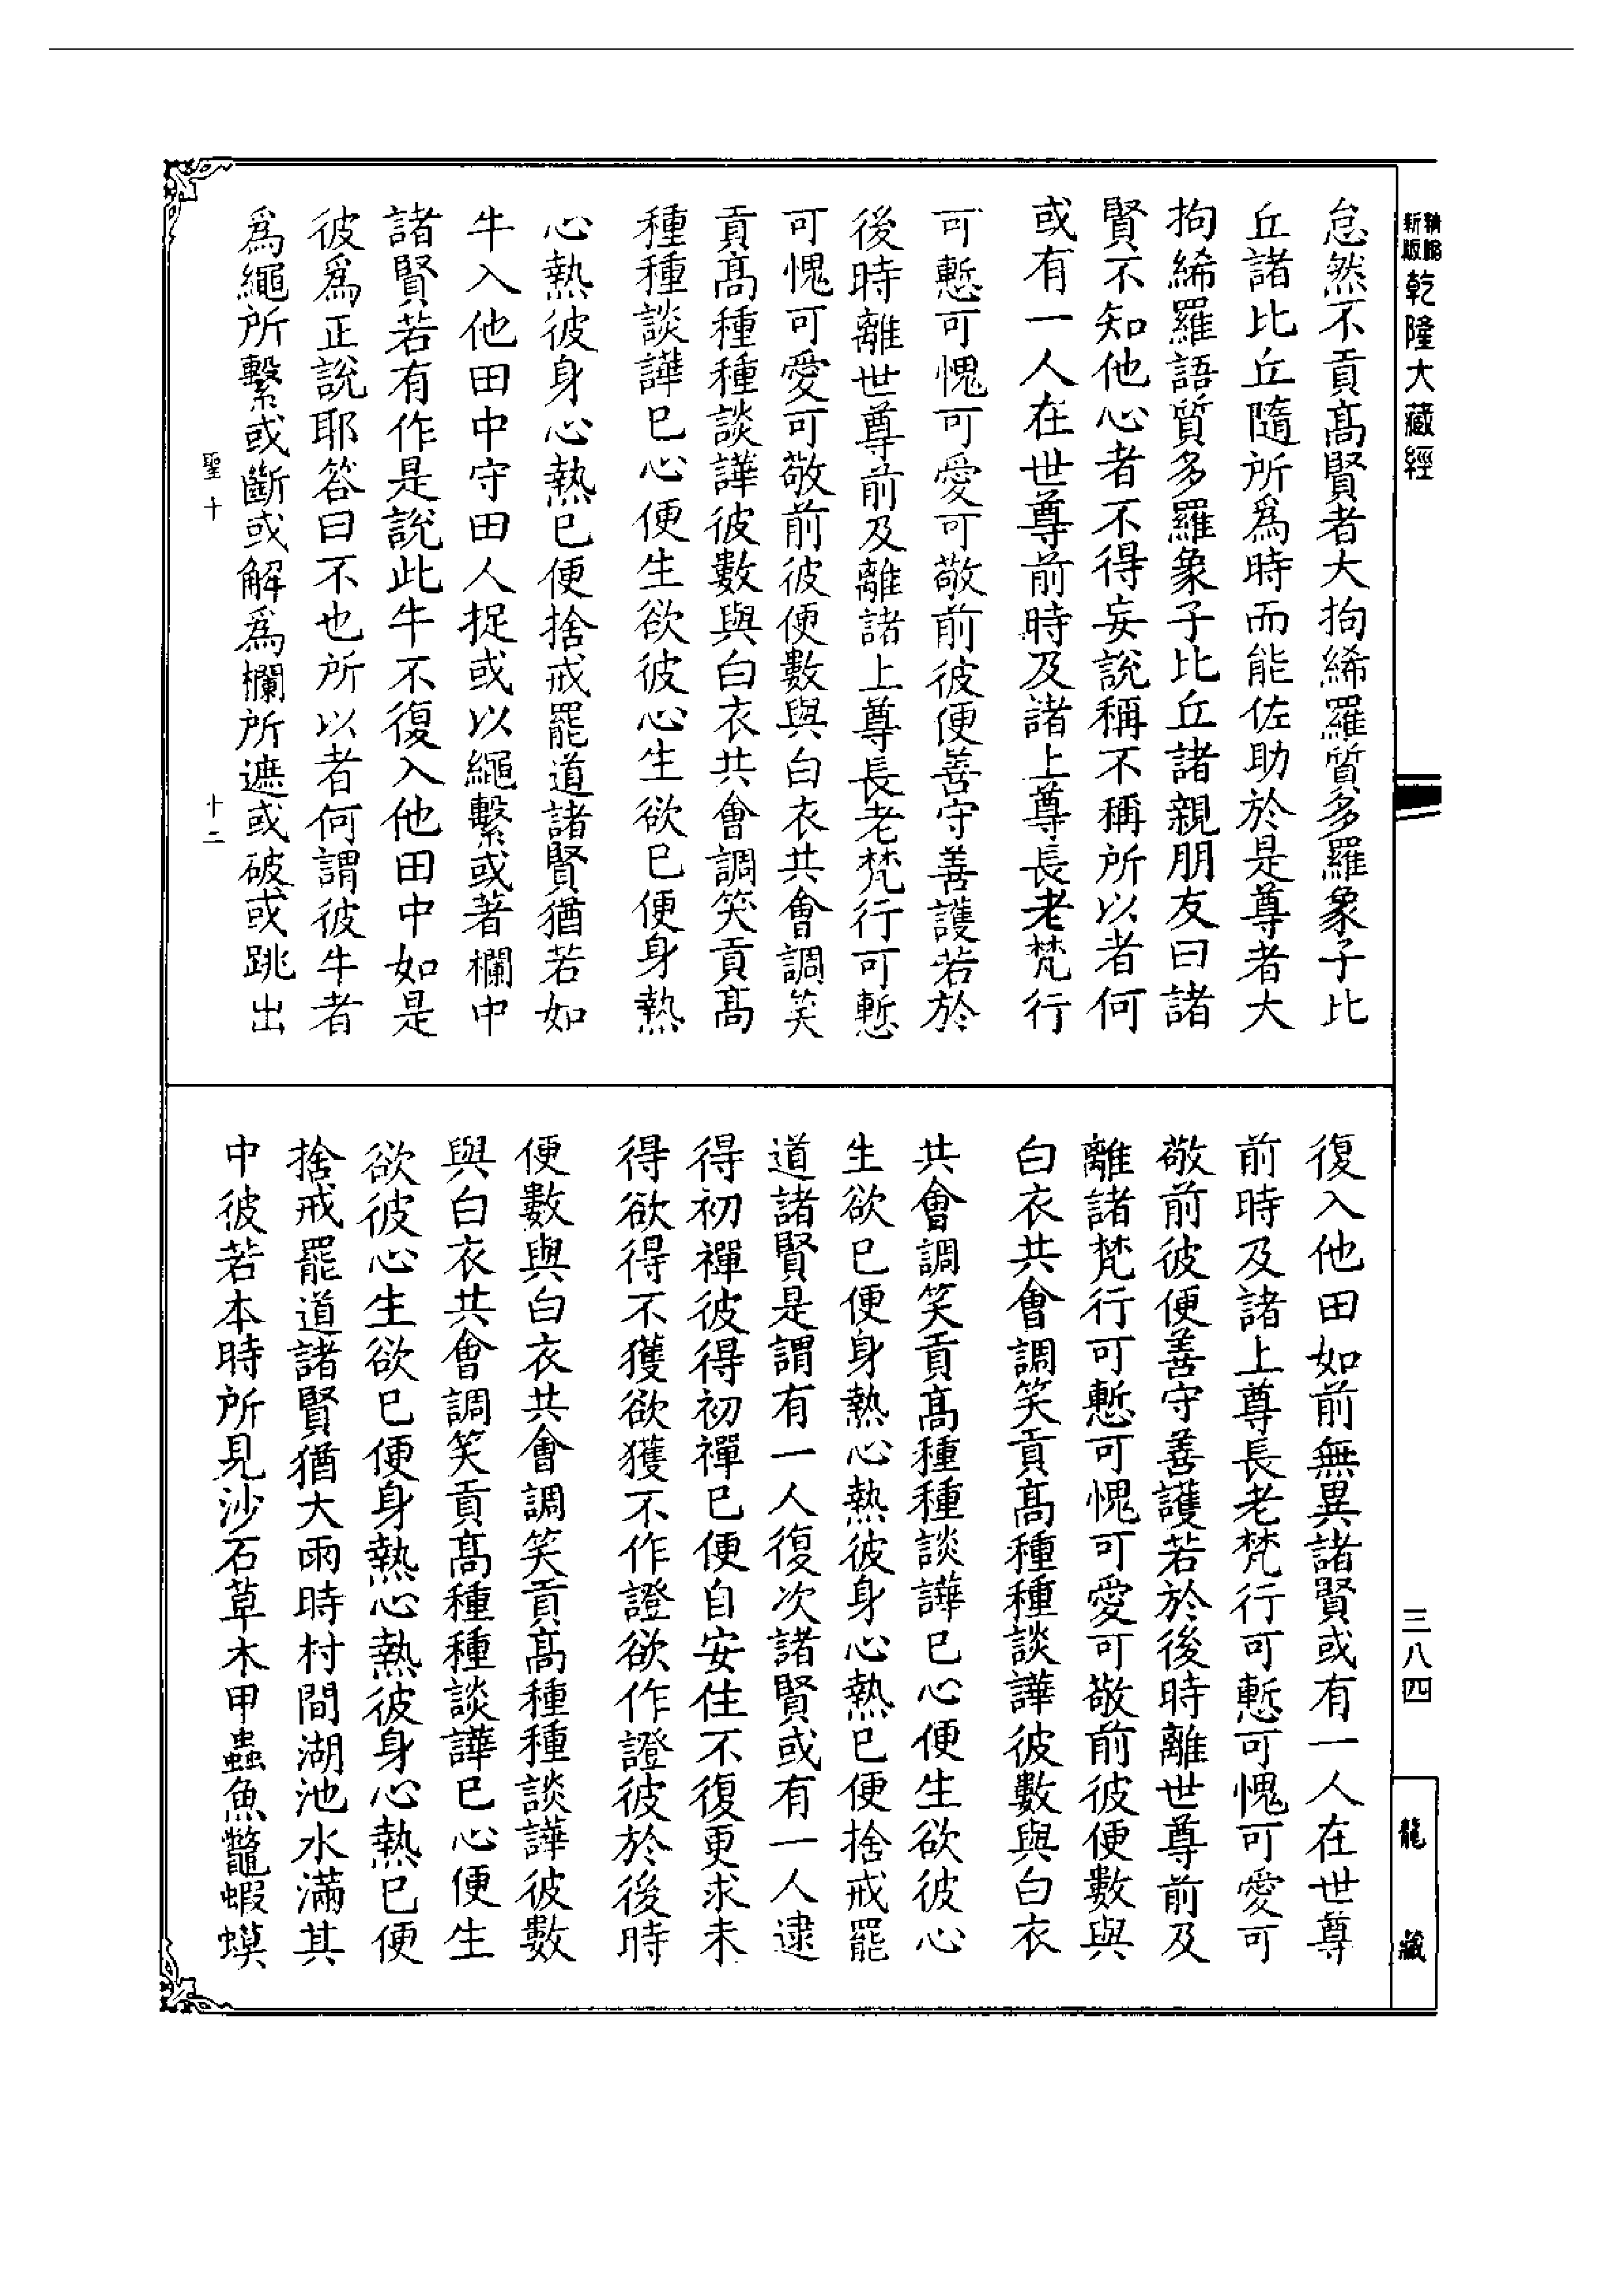 精縮新版 乾隆大藏經
怠然不貢高賢者大拘絺羅質多羅象子比
丘諸比丘隨所為時而能佐助於是尊者大
拘絺羅語質多羅象子比丘諸親朋友曰諸
賢不知他心者不得妄說稱不稱所以者何
或有一人在世尊前時及諸上尊長老梵行
可慙可愧可愛可敬前彼便善守善護若於
後時離世尊前及離諸上尊長老梵行可慙
可愧可愛可敬前彼便數與白衣共會調笑
貢高種種談譁彼數與白衣共會調笑貢高
種種談譁已心便生欲彼心生欲已便身熱
心熱彼身心熱已便捨戒罷道諸賢猶若如
牛入他田中守田人捉或以繩繫或著欄中
諸賢若有作是說此牛不復入他田中如是
彼為正說耶答曰不也所以者何謂彼牛者
為繩所繫或斷或解為欄所遮或破或跳出
聖十 十二
復入他田如前無異諸賢或有一人在世尊
前時及諸上尊長老梵行可慙可愧可愛可
敬前彼便善守善護若於後時離世尊前及
離諸梵行可慙可愧可愛可敬前彼便數與
白衣共會調笑貢高種種談譁彼數與白衣
共會調笑貢高種種談譁已心便生欲彼心
生欲已便身熱心熱彼身心熱已便捨戒罷
道諸賢是謂有一人復次諸賢或有一人逮
得初禪彼得初禪已便自安住不復更求未
得欲得不獲欲獲不作證欲作證彼於後時
便數與白衣共會調笑貢高種種談譁彼數
與白衣共會調笑貢高種種談譁已心便生
欲彼心生欲已便身熱心熱彼身心熱已便
捨戒罷道諸賢猶大雨時村間湖池水滿其
中彼若本時所見沙石草木甲蟲魚鼈蝦蟆
三八四
龍藏